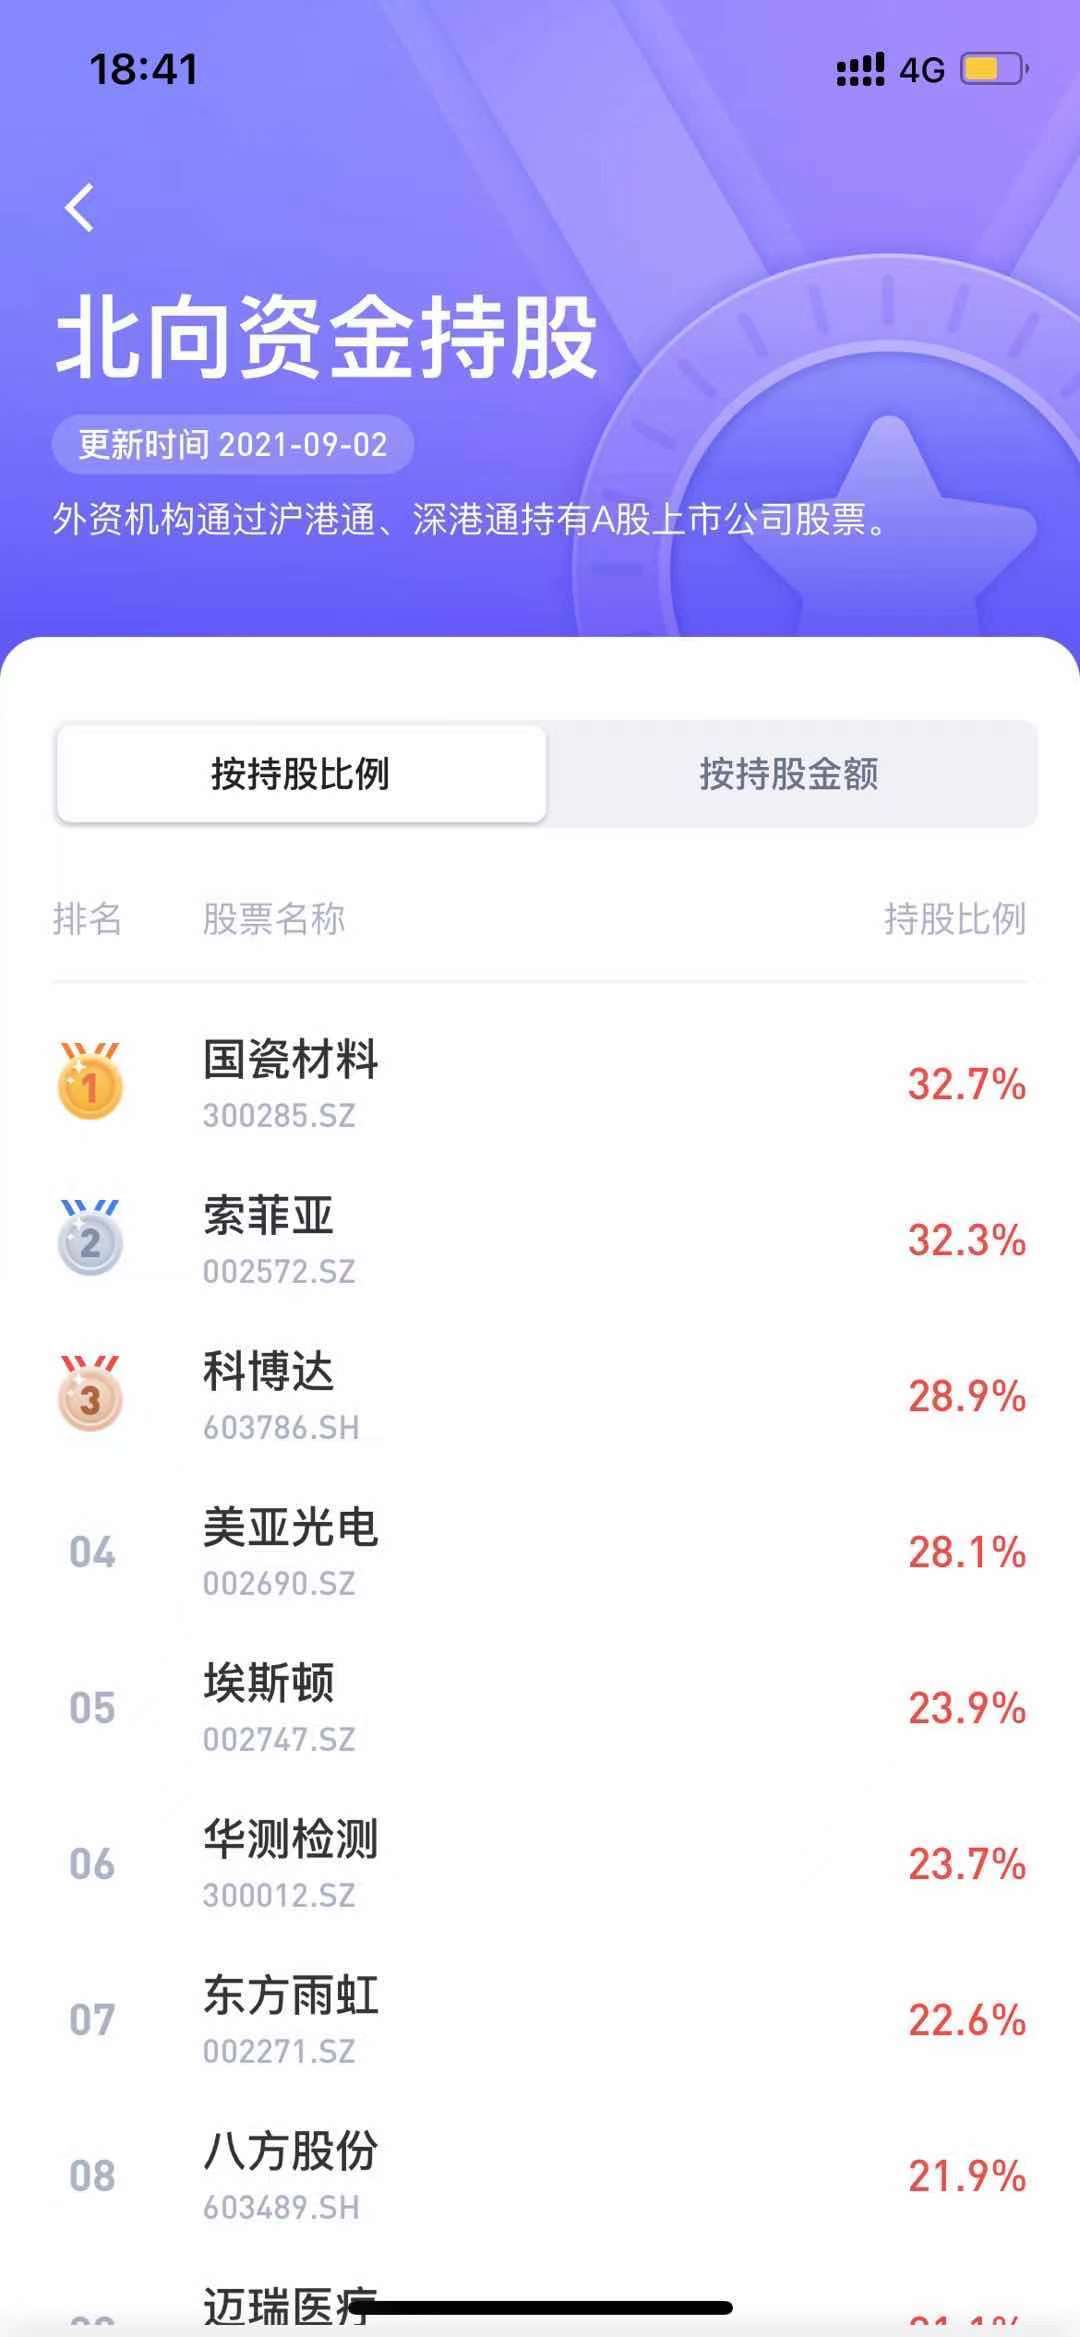 18:41
4G
北向资金持股
更新时间 2021-09-02
外资机构通过沪港通、深港通持有A股上市公司股票。
按持股比例 按持股金额
排名 股票名称 持股比例
1 国瓷材料 32.7%
300285.SZ
2 索菲亚 32.3%
002572.SZ
3 科博达 28.9%
603786.SH
04 美亚光电 28.1%
002690.SZ
05 埃斯顿 23.9%
002747.SZ
06 华测检测 23.7%
300012.SZ
07 东方雨虹 22.6%
002271.SZ
08 八方股份 21.9%
603489.SH
迈瑞医疗